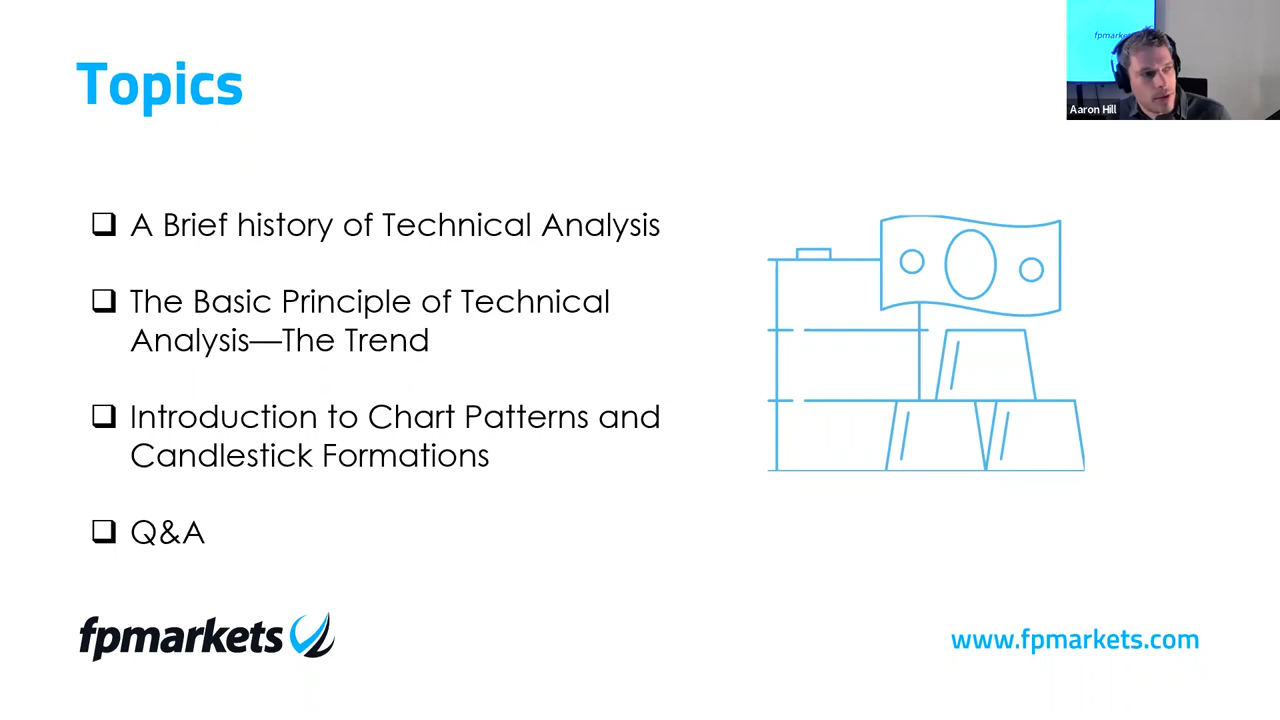 Topics
fpmarkets
Aaron Hill
A Brief history of Technical Analysis
The Basic Principle of Technical
Analysis—The Trend
Introduction to Chart Patterns and
Candlestick Formations
Q&A
fpmarkets
www.fpmarkets.com